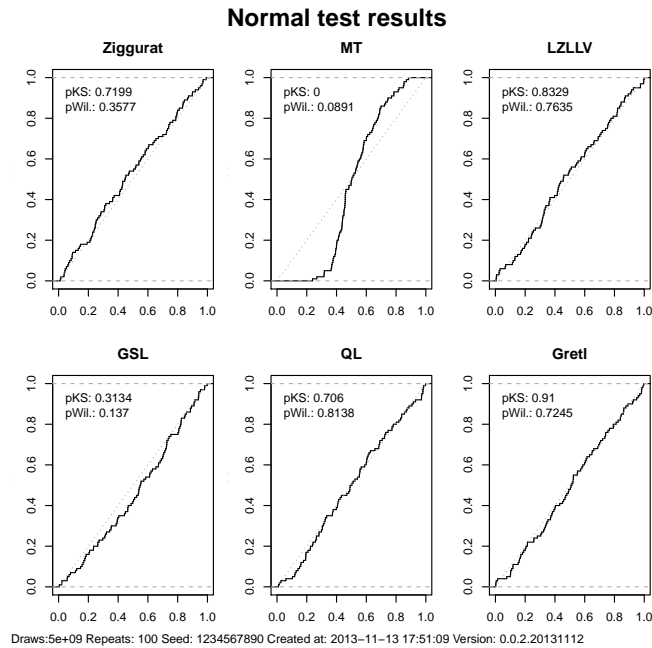 Normal test results
Ziggurat
pKS: 0.7199
pWil.: 0.3577
0.0 0.2 0.4 0.6 0.8 1.0
0.0 0.2 0.4 0.6 0.8 1.0
MT
pKS: 0
pWil.: 0.0891
0.0 0.2 0.4 0.6 0.8 1.0
0.0 0.2 0.4 0.6 0.8 1.0
LZLLV
pKS: 0.8329
pWil.: 0.7635
0.0 0.2 0.4 0.6 0.8 1.0
0.0 0.2 0.4 0.6 0.8 1.0
GSL
pKS: 0.3134
pWil.: 0.137
0.0 0.2 0.4 0.6 0.8 1.0
0.0 0.2 0.4 0.6 0.8 1.0
QL
pKS: 0.706
pWil.: 0.8138
0.0 0.2 0.4 0.6 0.8 1.0
0.0 0.2 0.4 0.6 0.8 1.0
Gretl
pKS: 0.91
pWil.: 0.7245
0.0 0.2 0.4 0.6 0.8 1.0
0.0 0.2 0.4 0.6 0.8 1.0
Draws:5e+09 Repeats: 100 Seed: 1234567890 Created at: 2013−11−13 17:51:09 Version: 0.0.2.20131112